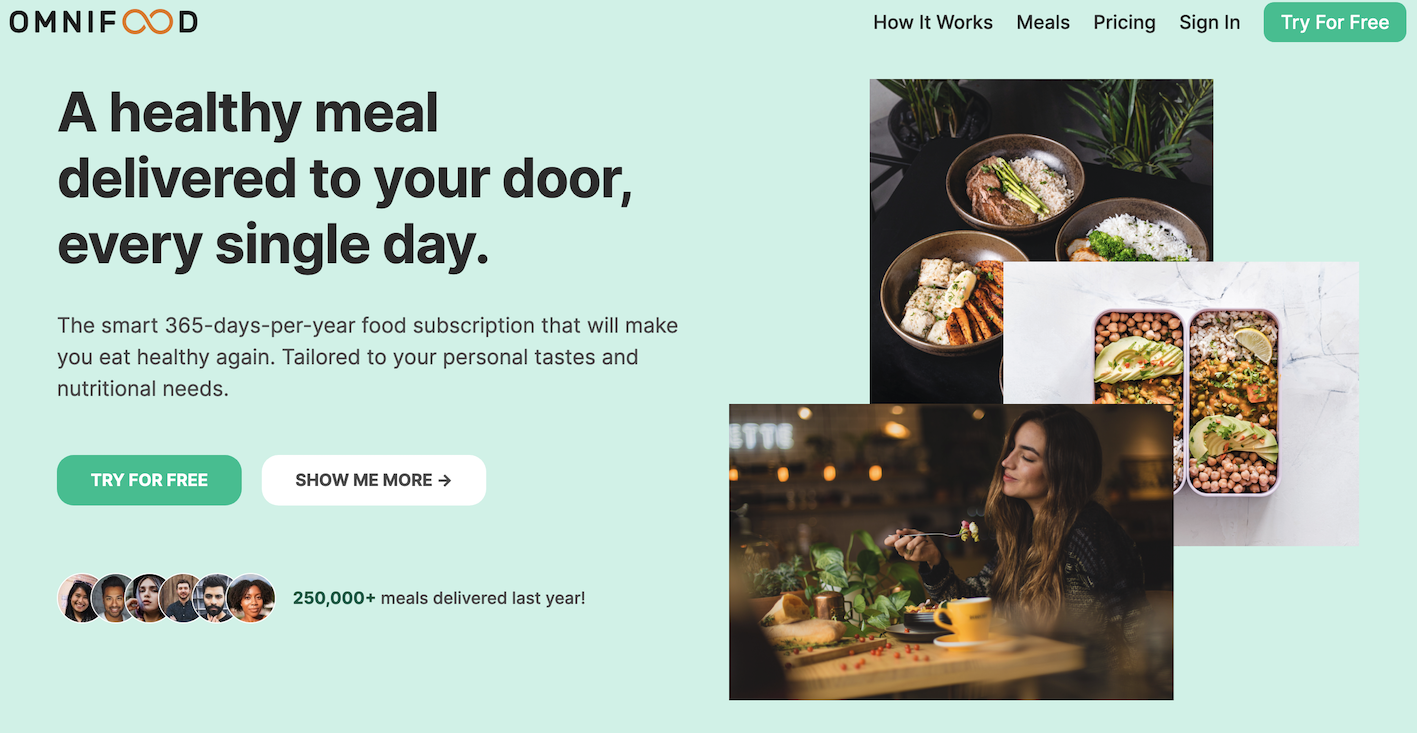 OMNIFOOD
How It Works Meals Pricing Sign In Try For Free
A healthy meal
delivered to your door,
every single day.
The smart 365-days-per-year food subscription that will make
you eat healthy again. Tailored to your personal tastes and
nutritional needs.
TRY FOR FREE SHOW ME MORE →
250,000+ meals delivered last year!